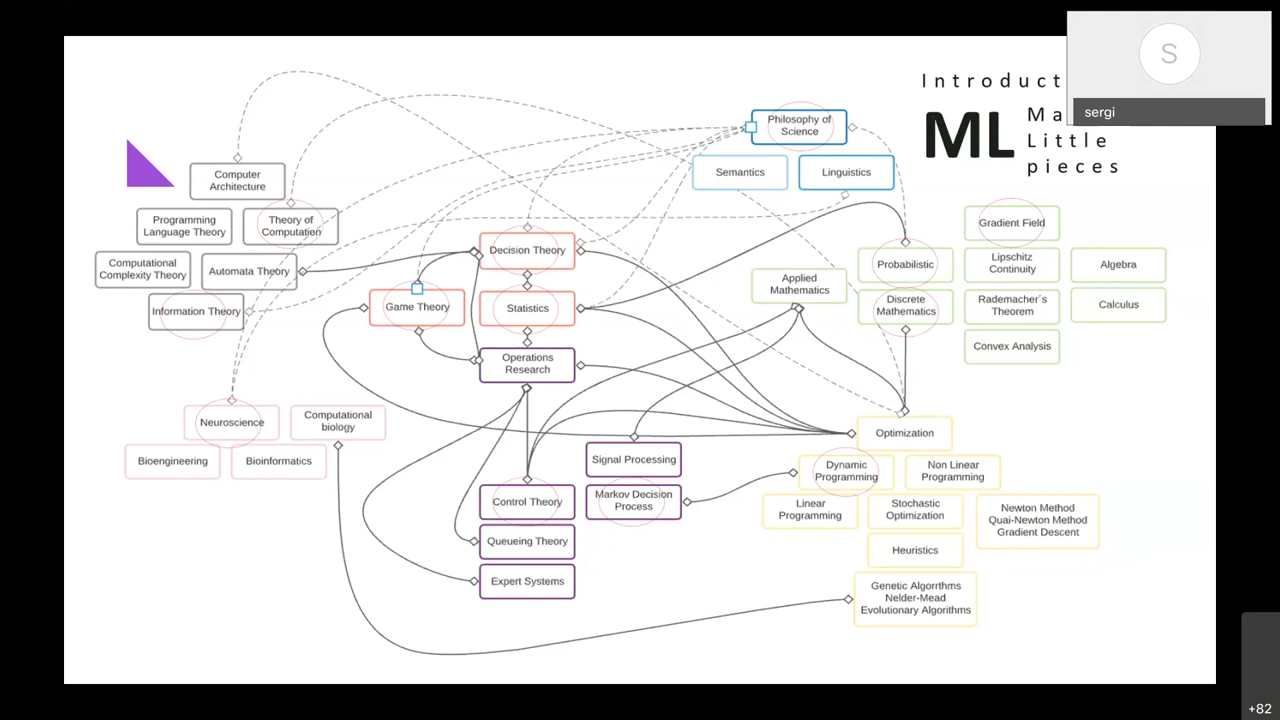 Introduct
ML
Ma
Little
pieces
S
sergi
Philosophy of
Science
Semantics
Linguistics
Computer
Architecture
Programming
Language Theory
Theory of
Computation
Computational
Complexity Theory
Automata Theory
Information Theory
Decision Theory
Game Theory
Statistics
Operations
Research
Applied
Mathematics
Probabilistic
Discrete
Mathematics
Gradient Field
Lipschitz
Continuity
Rademacher´s
Theorem
Convex Analysis
Algebra
Calculus
Neuroscience
Computational
biology
Bioengineering
Bioinformatics
Signal Processing
Control Theory
Markov Decision
Process
Queueing Theory
Expert Systems
Optimization
Dynamic
Programming
Non Linear
Programming
Linear
Programming
Stochastic
Optimization
Newton Method
Quai-Newton Method
Gradient Descent
Heuristics
Genetic Algorrthms
Nelder-Mead
Evolutionary Algorithms
+82